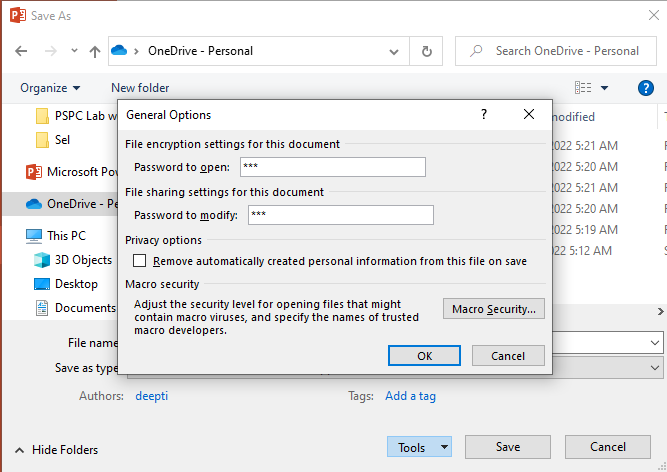 Save As
OneDrive - Personal
Search OneDrive - Personal
Organize
New folder
PSPC Lab w
Sel
Microsoft Pow
OneDrive - Pe
This PC
3D Objects
Desktop
Documents
modified
2022 5:21 AM
2022 5:20 AM
2022 5:21 AM
2022 5:20 AM
2022 5:19 AM
2022 5:12 AM
General Options
?
File encryption settings for this document
Password to open: ***
File sharing settings for this document
Password to modify: ***
Privacy options
Remove automatically created personal information from this file on save
Macro security
Adjust the security level for opening files that might
contain macro viruses, and specify the names of trusted
macro developers.
Macro Security...
OK
Cancel
File name
Save as type
Authors: deepti
Tags: Add a tag
Hide Folders
Tools
Save
Cancel